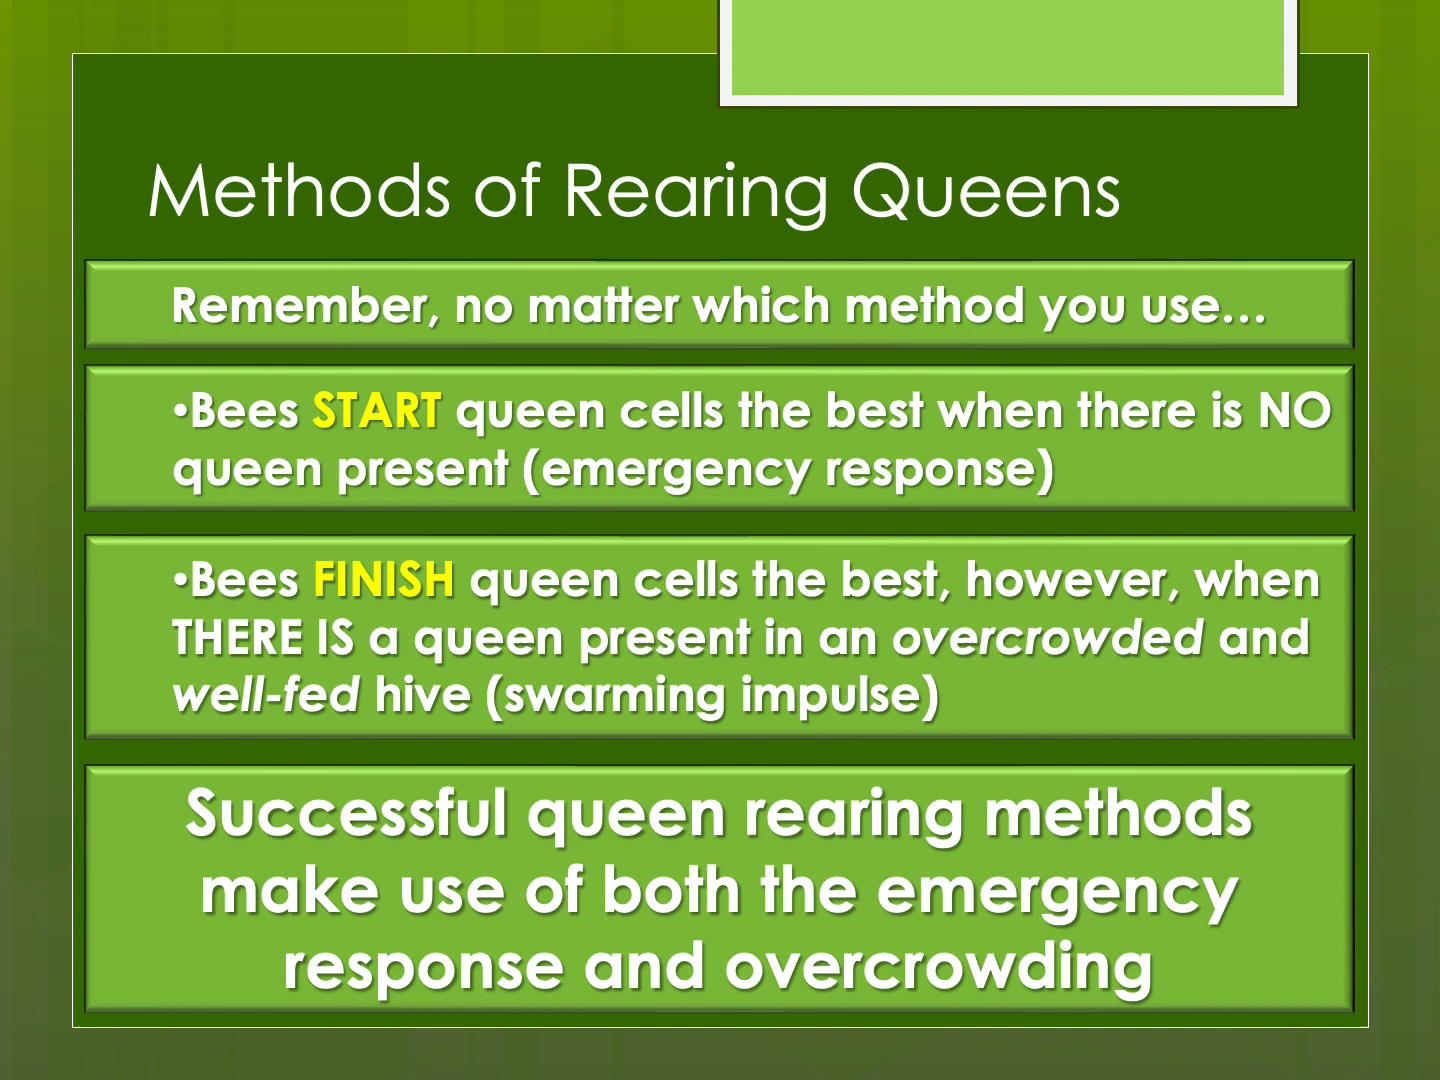 Methods of Rearing Queens
Remember, no matter which method you use…
•Bees START queen cells the best when there is NO
queen present (emergency response)
•Bees FINISH queen cells the best, however, when
THERE IS a queen present in an overcrowded and
well-fed hive (swarming impulse)
Successful queen rearing methods
make use of both the emergency
response and overcrowding